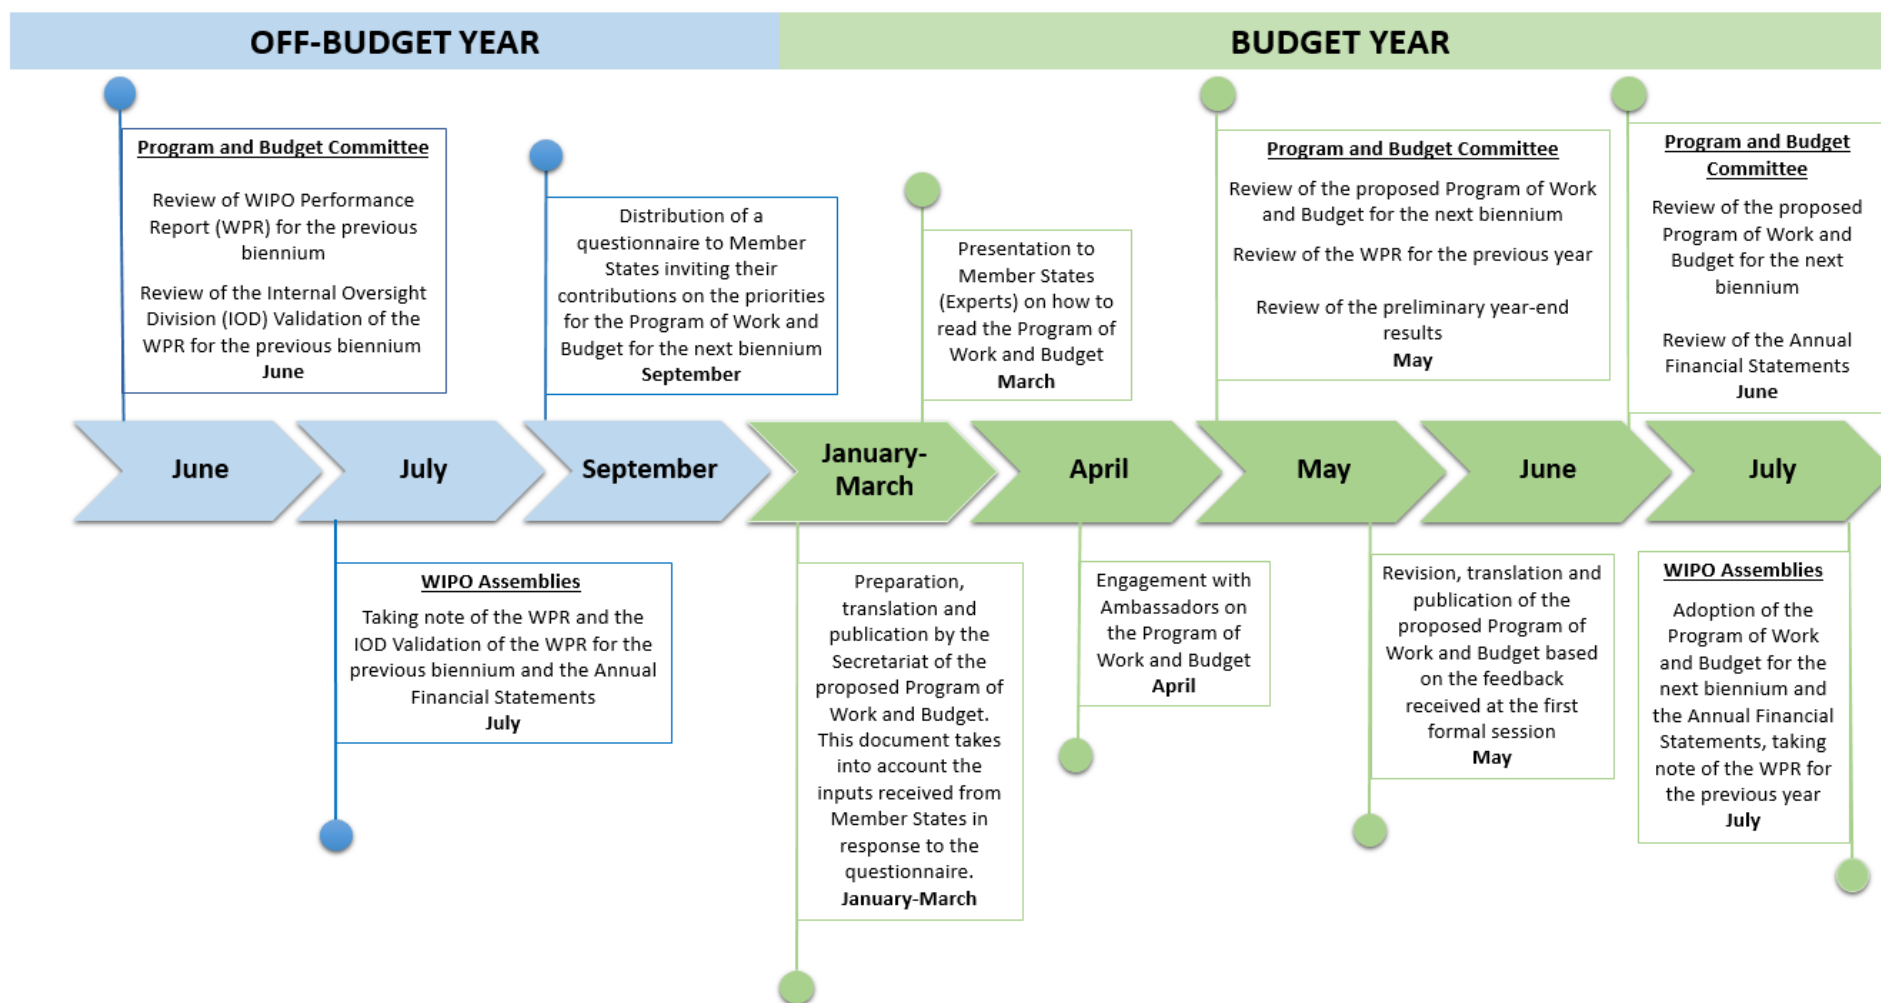 OFF-BUDGET YEAR
BUDGET YEAR
Program and Budget Committee
Review of WIPO Performance
Report (WPR) for the previous
biennium
Review of the Internal Oversight
Division (IOD) Validation of the
WPR for the previous biennium
June
Distribution of a
questionnaire to Member
States inviting their
contributions on the priorities
for the Program of Work and
Budget for the next biennium
September
Presentation to
Member States
(Experts) on how to
read the Program of
Work and Budget
March
Program and Budget Committee
Review of the proposed Program of Work
and Budget for the next biennium
Review of the WPR for the previous year
Review of the preliminary year-end
results
May
Program and Budget
Committee
Review of the proposed
Program of Work and
Budget for the next
biennium
Review of the Annual
Financial Statements
June
June
July
September
January-
March
April
May
June
July
WIPO Assemblies
Taking note of the WPR and the
IOD Validation of the WPR for the
previous biennium and the Annual
Financial Statements
July
Preparation,
translation and
publication by the
Secretariat of the
proposed Program of
Work and Budget.
This document takes
into account the
inputs received from
Member States in
response to the
questionnaire.
January-March
Engagement with
Ambassadors on
the Program of
Work and Budget
April
Revision, translation and
publication of the
proposed Program of
Work and Budget based
on the feedback
received at the first
formal session
May
WIPO Assemblies
Adoption of the
Program of Work
and Budget for the
next biennium and
the Annual Financial
Statements, taking
note of the WPR for
the previous year
July